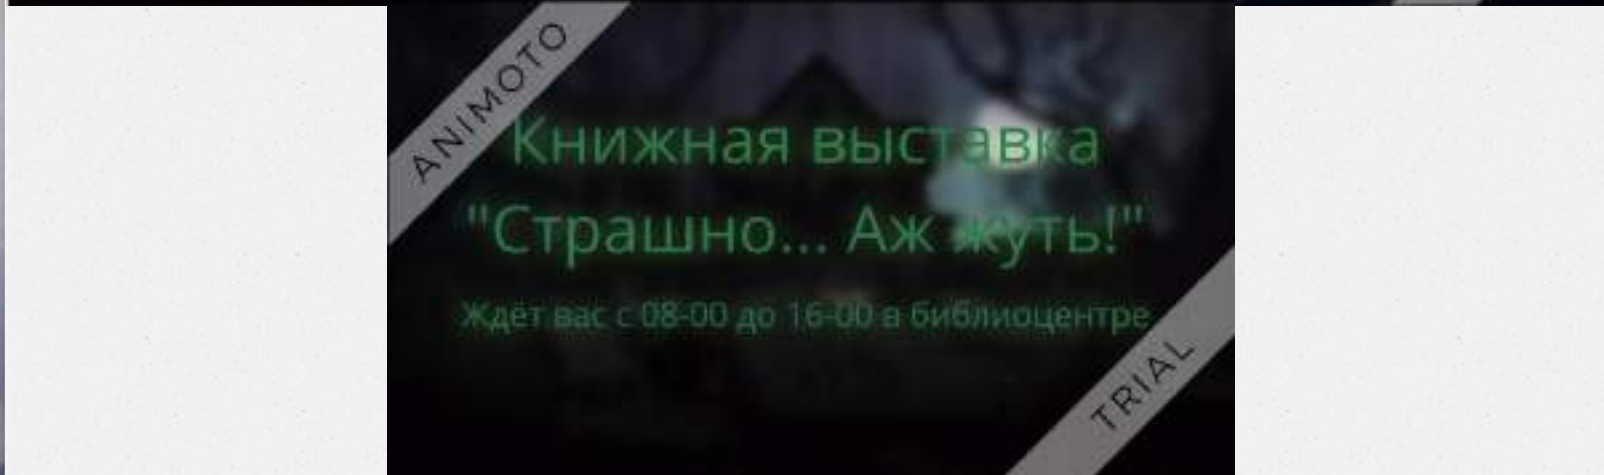 ANIMOTO
Книжная выставка
"Страшно... Аж жуть!"
Ждёт вас с 08-00 до 16-00 в библиоцентре
TRIAL